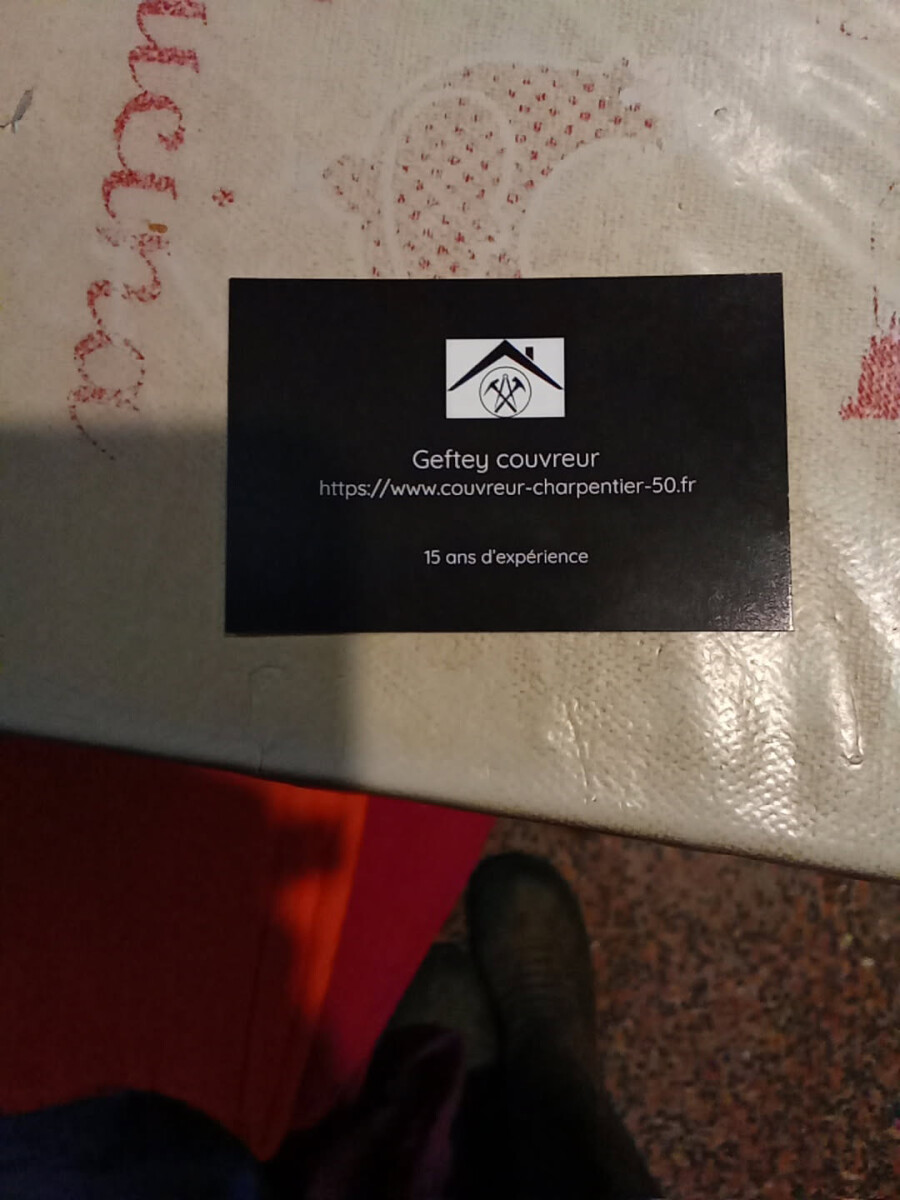 Geftey couvreur
https://www.couvreur-charpentier-50.fr
15 ans d'expérience